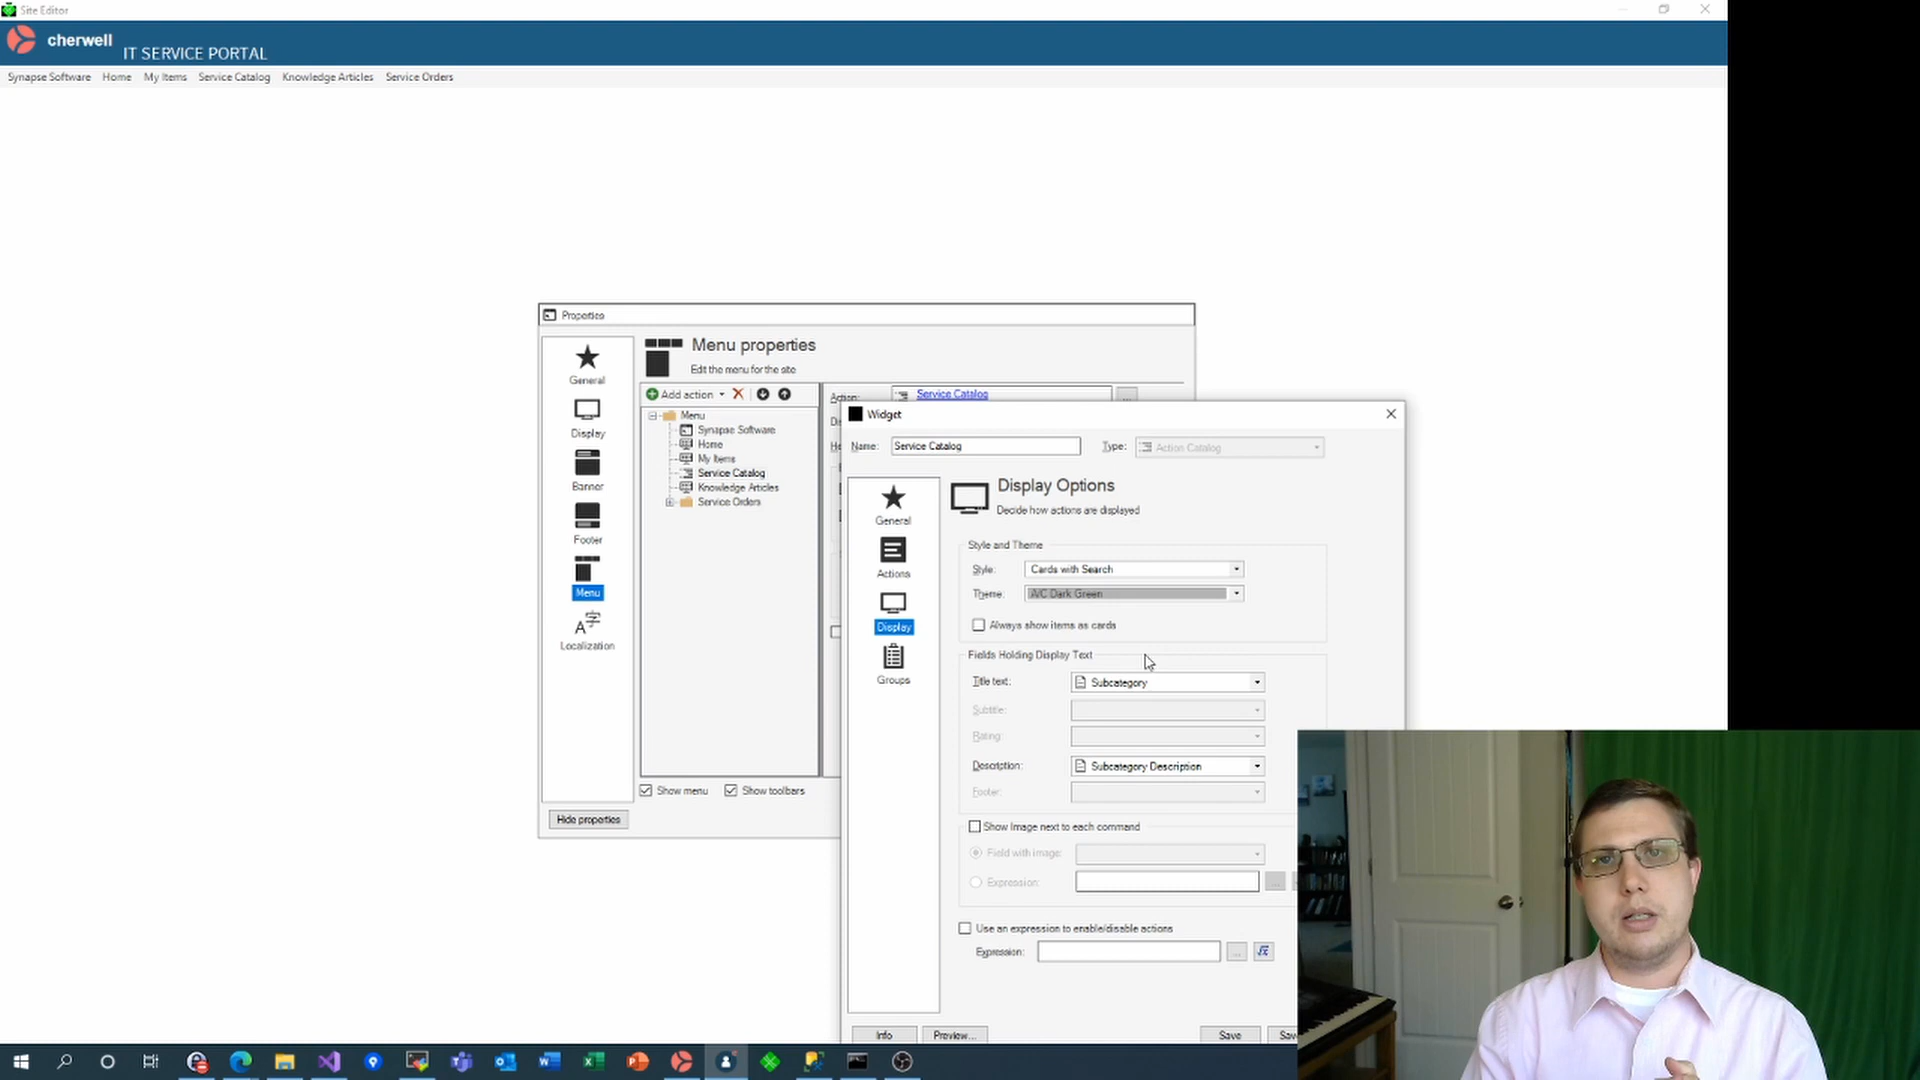 Site Editor
cherwell IT SERVICE PORTAL
Synapse Software Home My Items Service Catalog Knowledge Articles Service Orders
Properties
Menu properties
Edit the menu for the site
General
Display
Banner
Footer
Menu
Localization
Hide properties
Add action
Menu
Synapse Software
Home
My Items
Service Catalog
Knowledge Articles
Service Orders
Show menu Show toolbars
Action: Service Catalog ...
Widget
Name: Service Catalog Type: Action Catalog
General
Actions
Display
Groups
Display Options
Decide how actions are displayed
Style and Theme
Style: Cards with Search
Theme: A/C Dark Green
Always show items as cards
Fields Holding Display Text
Title text: Subcategory
Subtitle:
Rating:
Description: Subcategory Description
Footer:
Show Image next to each command
Field with image:
Expression: ...
Use an expression to enable/disable actions
Expression: ...
Info Preview... Save